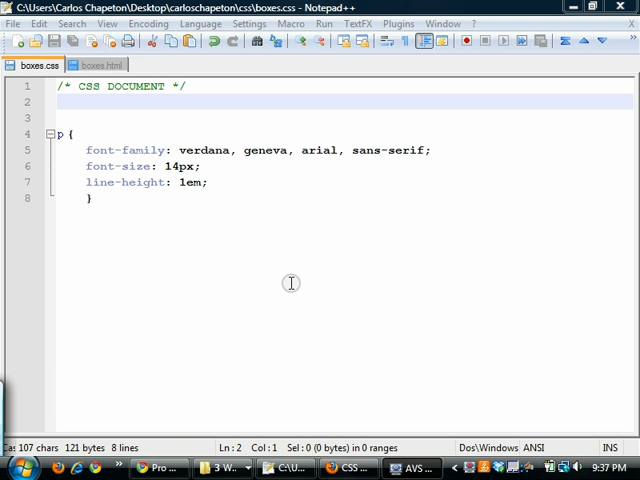 C:\Users\Carlos Chapeton\Desktop\carloschapeton\css\boxes.css - Notepad++
File Edit Search View Encoding Language Settings Macro Run TextFX Plugins Window ? X
boxes.css boxes.html
1 /* CSS DOCUMENT */
2
3
4 p {
5 font-family: verdana, geneva, arial, sans-serif;
6 font-size: 14px;
7 line-height: 1em;
8 }
Cas 107 chars 121 bytes 8 lines Ln : 2 Col : 1 Sel : 0 (0 bytes) in 0 ranges Dos\Windows ANSI INS
» Pro ... 3 W... C:\U... CSS ... AVS ... < 9:37 PM